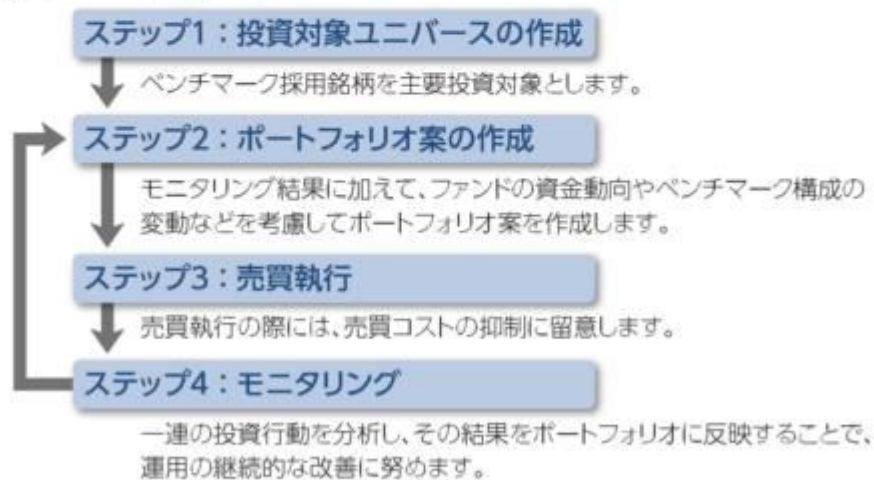 ステップ1：投資対象ユニバースの作成
ベンチマーク採用銘柄を主要投資対象とします。
ステップ2：ポートフォリオ案の作成
モニタリング結果に加えて、ファンドの資金動向やベンチマーク構成の
変動などを考慮してポートフォリオ案を作成します。
ステップ3：売買執行
売買執行の際には、売買コストの抑制に留意します。
ステップ4：モニタリング
一連の投資行動を分析し、その結果をポートフォリオに反映することで、
運用の継続的な改善に努めます。